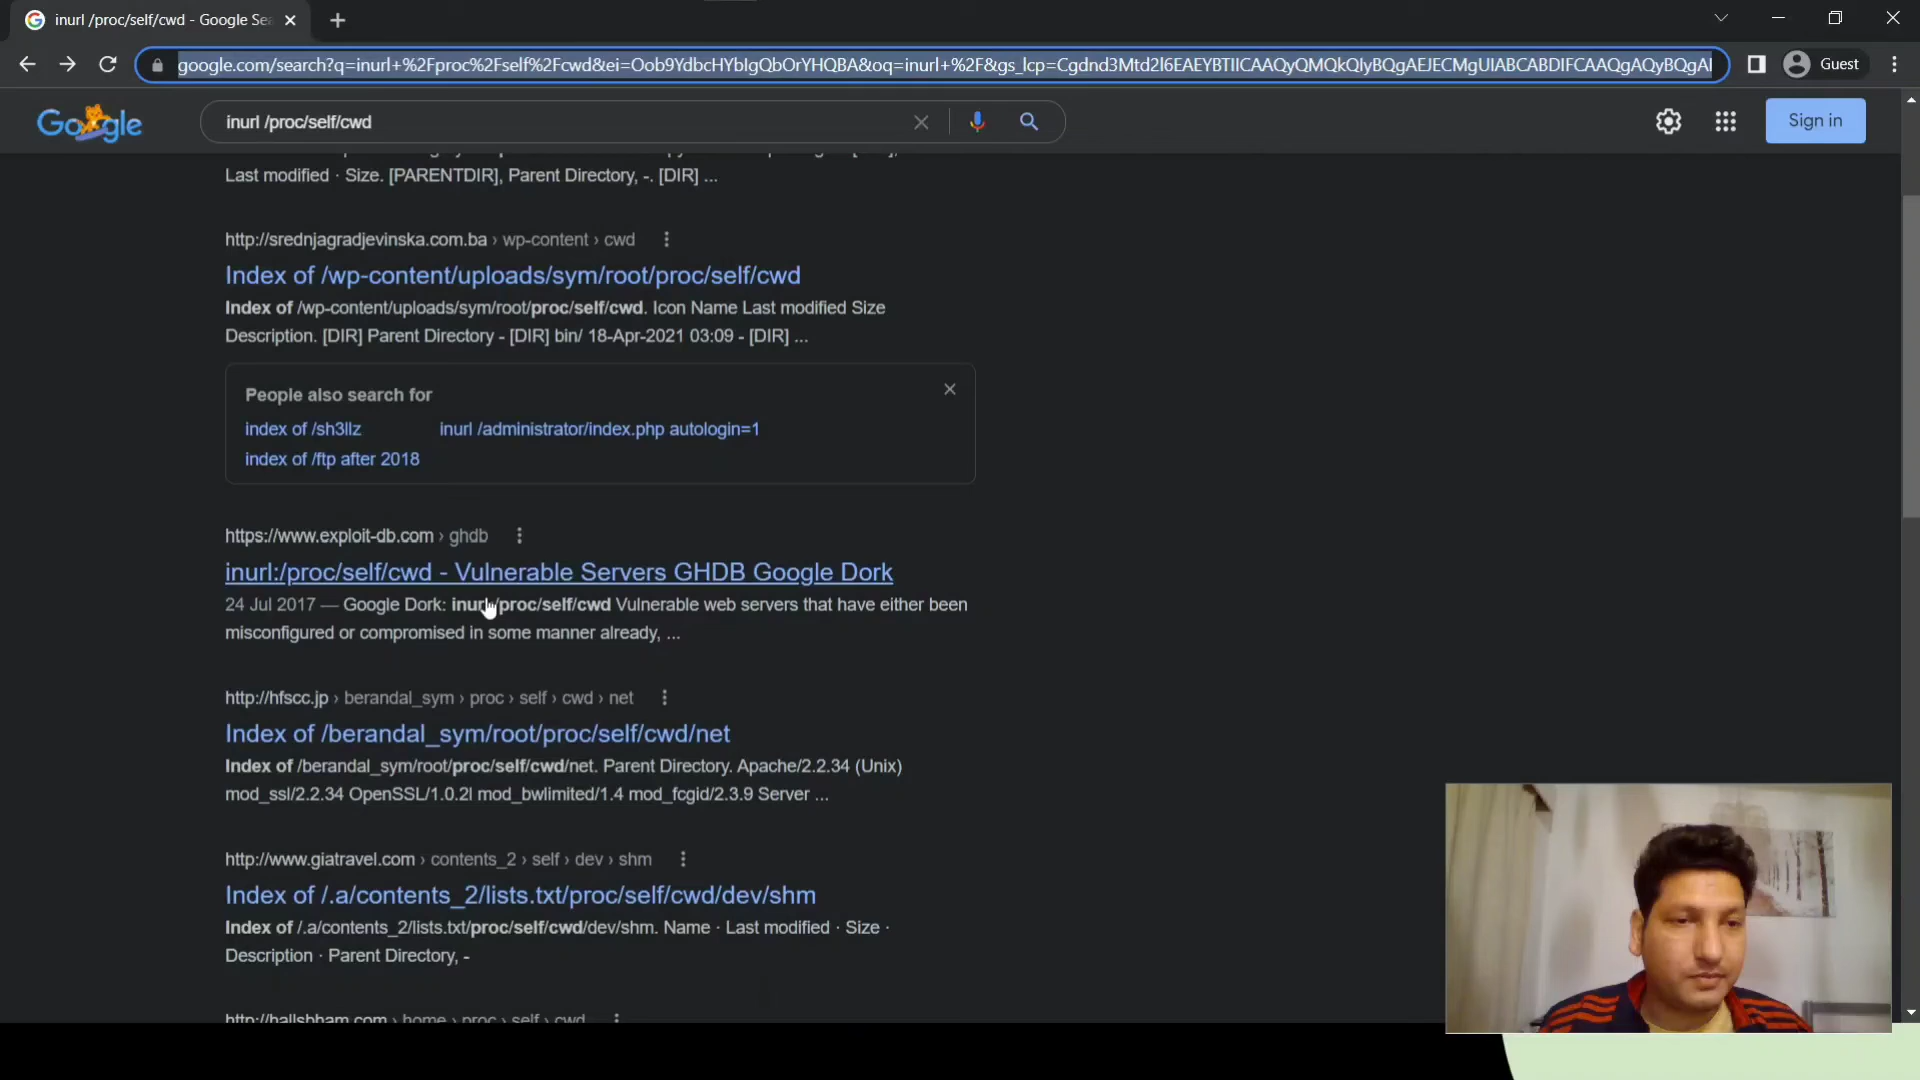 inurl /proc/self/cwd - Google Sea
google.com/search?q=inurl+%2Fproc%2Fself%2Fcwd&ei=Oob9YdbcHYbIgQbOrYHQBA&oq=inurl+%2F&gs_lcp=Cgdnd3Mtd2l6EAEYBTIICAAQyQMQkQIyBQgAEJECMgUIABCABDIFCAAQgAQyBQgAI
Guest
Google
inurl /proc/self/cwd
Sign in
Last modified · Size. [PARENTDIR], Parent Directory, -. [DIR] ...
http://srednjagradjevinska.com.ba › wp-content › cwd
Index of /wp-content/uploads/sym/root/proc/self/cwd
Index of /wp-content/uploads/sym/root/proc/self/cwd. Icon Name Last modified Size
Description. [DIR] Parent Directory - [DIR] bin/ 18-Apr-2021 03:09 - [DIR] ...
People also search for
index of /sh3llz
inurl /administrator/index.php autologin=1
index of /ftp after 2018
https://www.exploit-db.com › ghdb
inurl:/proc/self/cwd - Vulnerable Servers GHDB Google Dork
24 Jul 2017 — Google Dork: inurl:/proc/self/cwd Vulnerable web servers that have either been
misconfigured or compromised in some manner already, ...
http://hfscc.jp › berandal_sym › proc › self › cwd › net
Index of /berandal_sym/root/proc/self/cwd/net
Index of /berandal_sym/root/proc/self/cwd/net. Parent Directory. Apache/2.2.34 (Unix)
mod_ssl/2.2.34 OpenSSL/1.0.2l mod_bwlimited/1.4 mod_fcgid/2.3.9 Server ...
http://www.giatravel.com › contents_2 › self › dev › shm
Index of /.a/contents_2/lists.txt/proc/self/cwd/dev/shm
Index of /.a/contents_2/lists.txt/proc/self/cwd/dev/shm. Name · Last modified · Size ·
Description · Parent Directory, -
http://hallsbham.com › home › proc › self › cwd